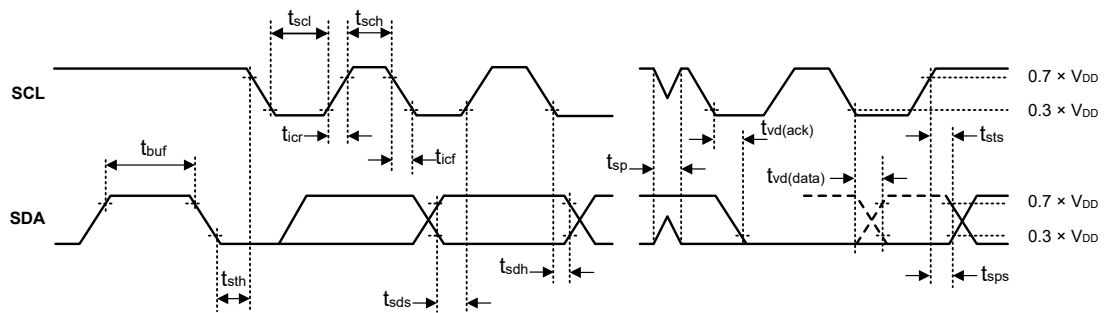 tscl
tsch
SCL
0.7 × VDD
0.3 × VDD
ticr
ticf
tvd(ack)
tsts
tbuf
tsp
tvd(data)
SDA
0.7 × VDD
0.3 × VDD
tsth
tsdh
tsds
tsps